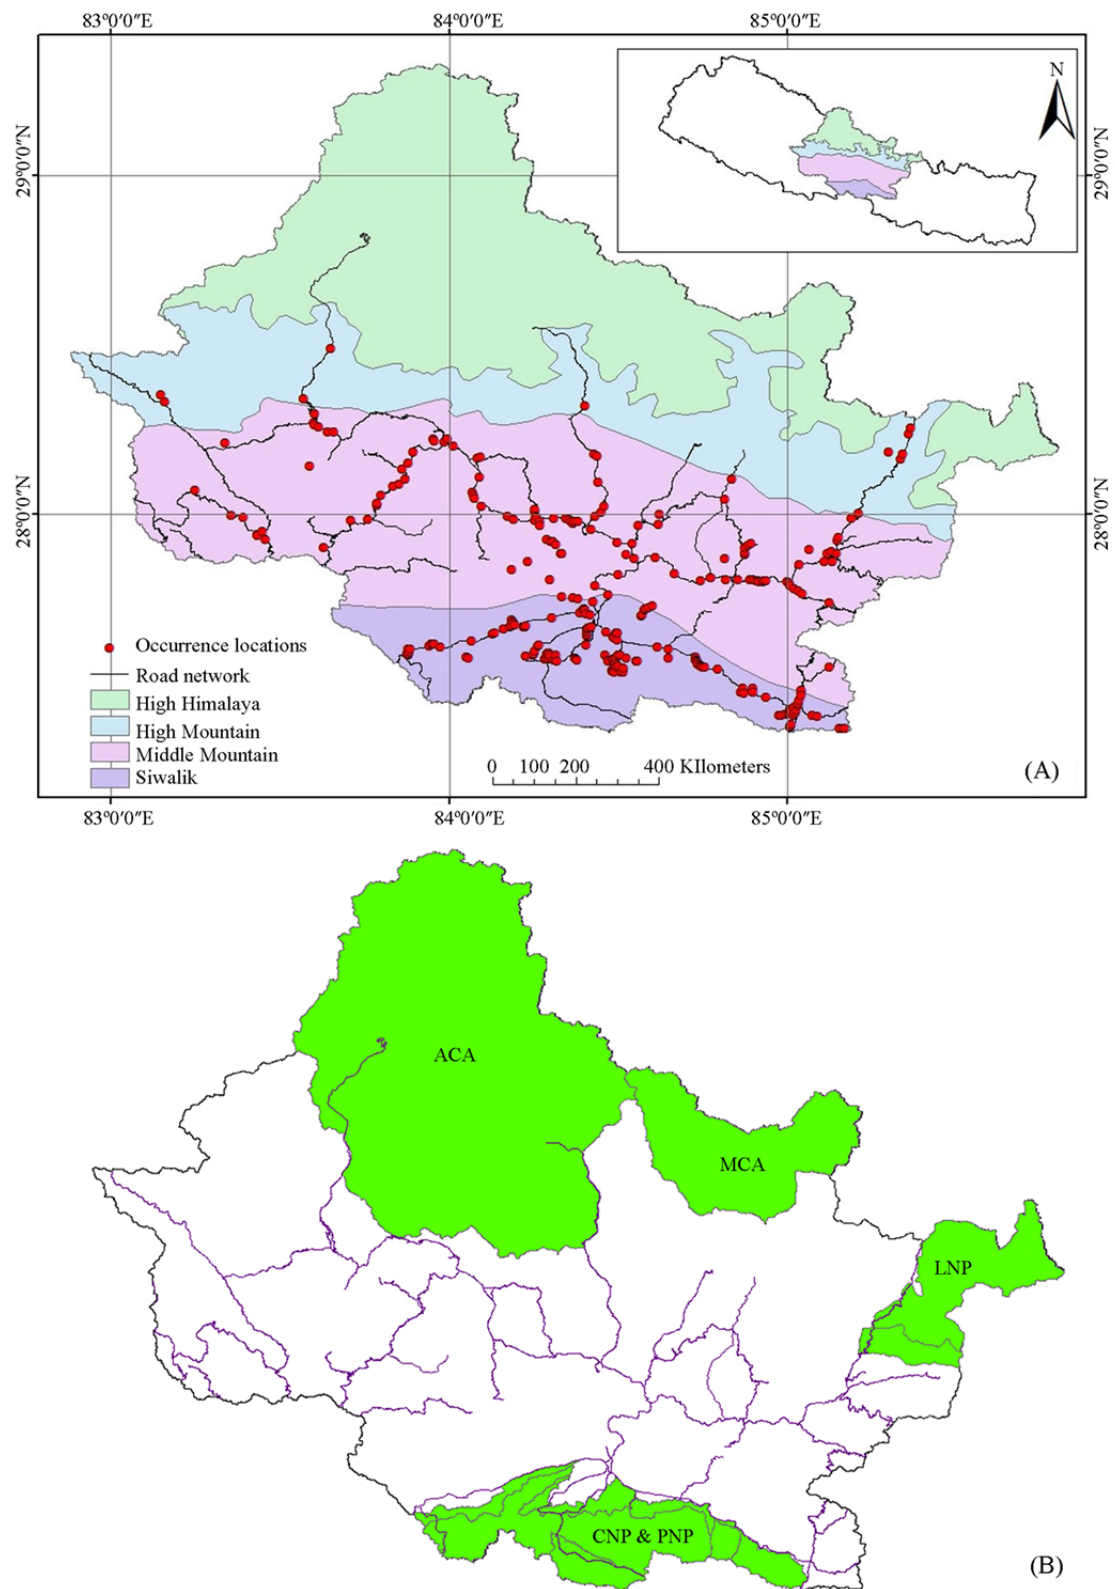 83°0′0″E 84°0′0″E 85°0′0″E
N
29°0′0″N 29°0′0″N
28°0′0″N 28°0′0″N
Occurrence locations
Road network
High Himalaya
High Mountain
Middle Mountain
Siwalik
0 100 200 400 KIlometers
(A)
83°0′0″E 84°0′0″E 85°0′0″E
ACA
MCA
LNP
CNP & PNP
(B)